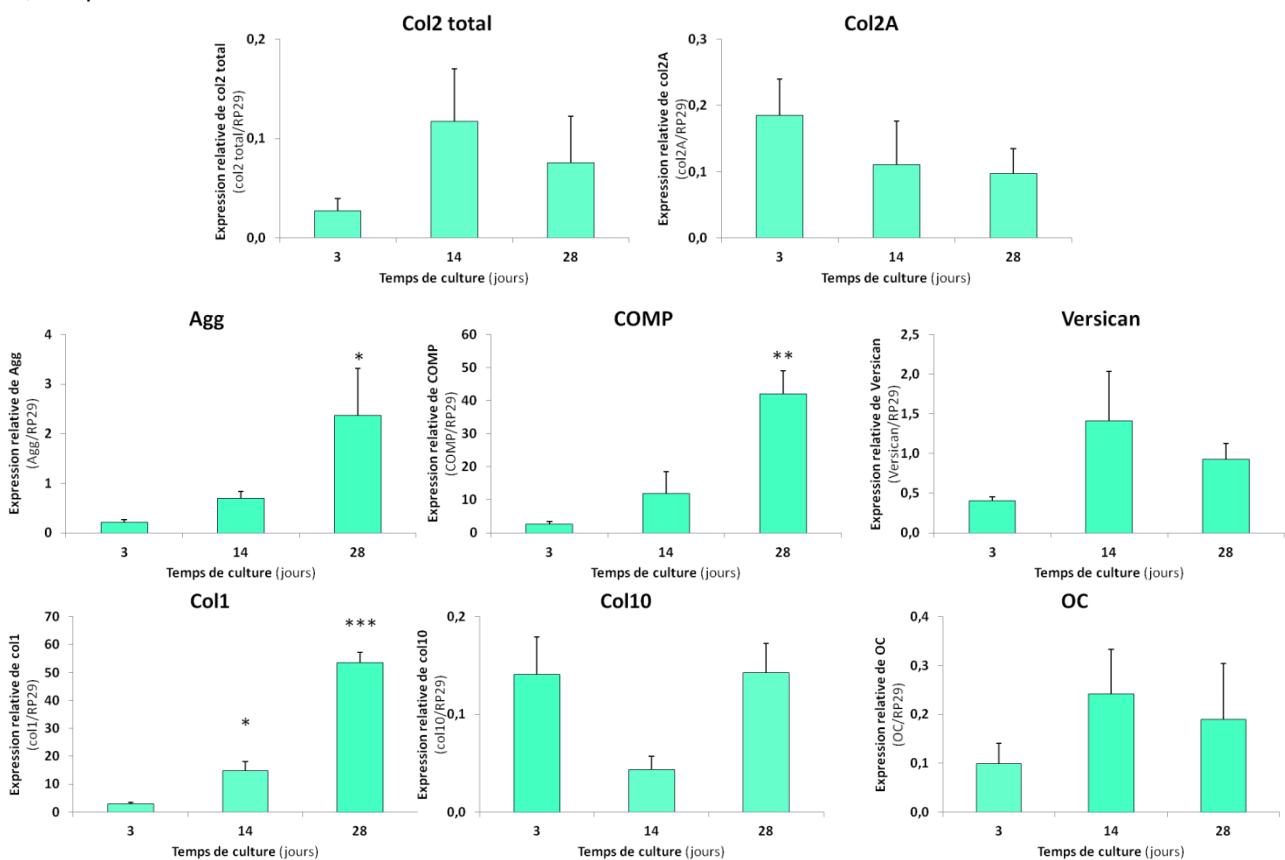 Col2 total
Expression relative de col2 total
(col2 total/RP29)
0,2
0,1
0,0
3 14 28
Temps de culture (jours)
Col2A
Expression relative de col2A
(col2A/RP29)
0,3
0,2
0,1
0,0
3 14 28
Temps de culture (jours)
Agg
Expression relative de Agg
(Agg/RP29)
4
3
2
1
0
*
3 14 28
Temps de culture (jours)
COMP
Expression relative de COMP
(COMP/RP29)
60
50
40
30
20
10
0
**
3 14 28
Temps de culture (jours)
Versican
Expression relative de Versican
(Versican/RP29)
2,5
2,0
1,5
1,0
0,5
0,0
3 14 28
Temps de culture (jours)
Col1
Expression relative de col1
(col1/RP29)
70
60
50
40
30
20
10
0
*
***
3 14 28
Temps de culture (jours)
Col10
Expression relative de col10
(col10/RP29)
0,2
0,1
0,0
3 14 28
Temps de culture (jours)
OC
Expression relative de OC
(OC/RP29)
0,4
0,3
0,2
0,1
0,0
3 14 28
Temps de culture (jours)